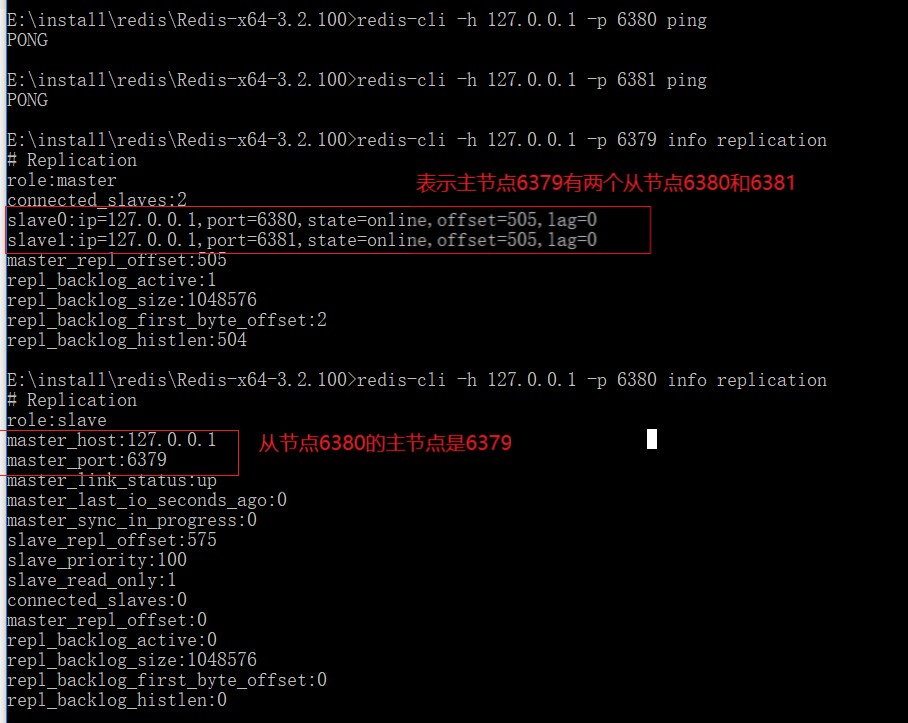 E:\install\redis\Redis-x64-3.2.100>redis-cli -h 127.0.0.1 -p 6380 ping
PONG
E:\install\redis\Redis-x64-3.2.100>redis-cli -h 127.0.0.1 -p 6381 ping
PONG
E:\install\redis\Redis-x64-3.2.100>redis-cli -h 127.0.0.1 -p 6379 info replication
# Replication
role:master
表示主节点6379有两个从节点6380和6381
connected_slaves:2
slave0:ip=127.0.0.1,port=6380,state=online,offset=505,lag=0
slave1:ip=127.0.0.1,port=6381,state=online,offset=505,lag=0
master_repl_offset:505
repl_backlog_active:1
repl_backlog_size:1048576
repl_backlog_first_byte_offset:2
repl_backlog_histlen:504
E:\install\redis\Redis-x64-3.2.100>redis-cli -h 127.0.0.1 -p 6380 info replication
# Replication
role:slave
master_host:127.0.0.1
从节点6380的主节点是6379
master_port:6379
master_link_status:up
master_last_io_seconds_ago:0
master_sync_in_progress:0
slave_repl_offset:575
slave_priority:100
slave_read_only:1
connected_slaves:0
master_repl_offset:0
repl_backlog_active:0
repl_backlog_size:1048576
repl_backlog_first_byte_offset:0
repl_backlog_histlen:0